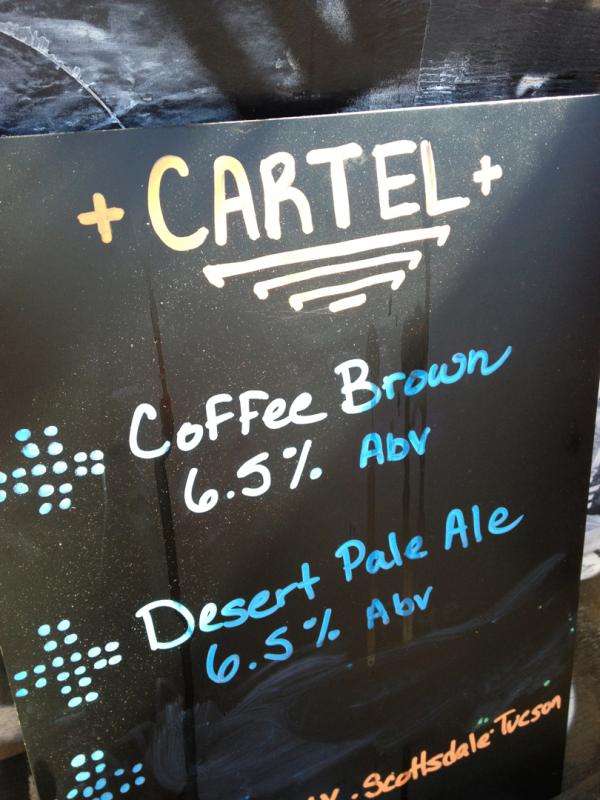 + CARTEL +
Coffee Brown
6.5% Abv
Desert Pale Ale
6.5% Abv
Scottsdale · Tucson